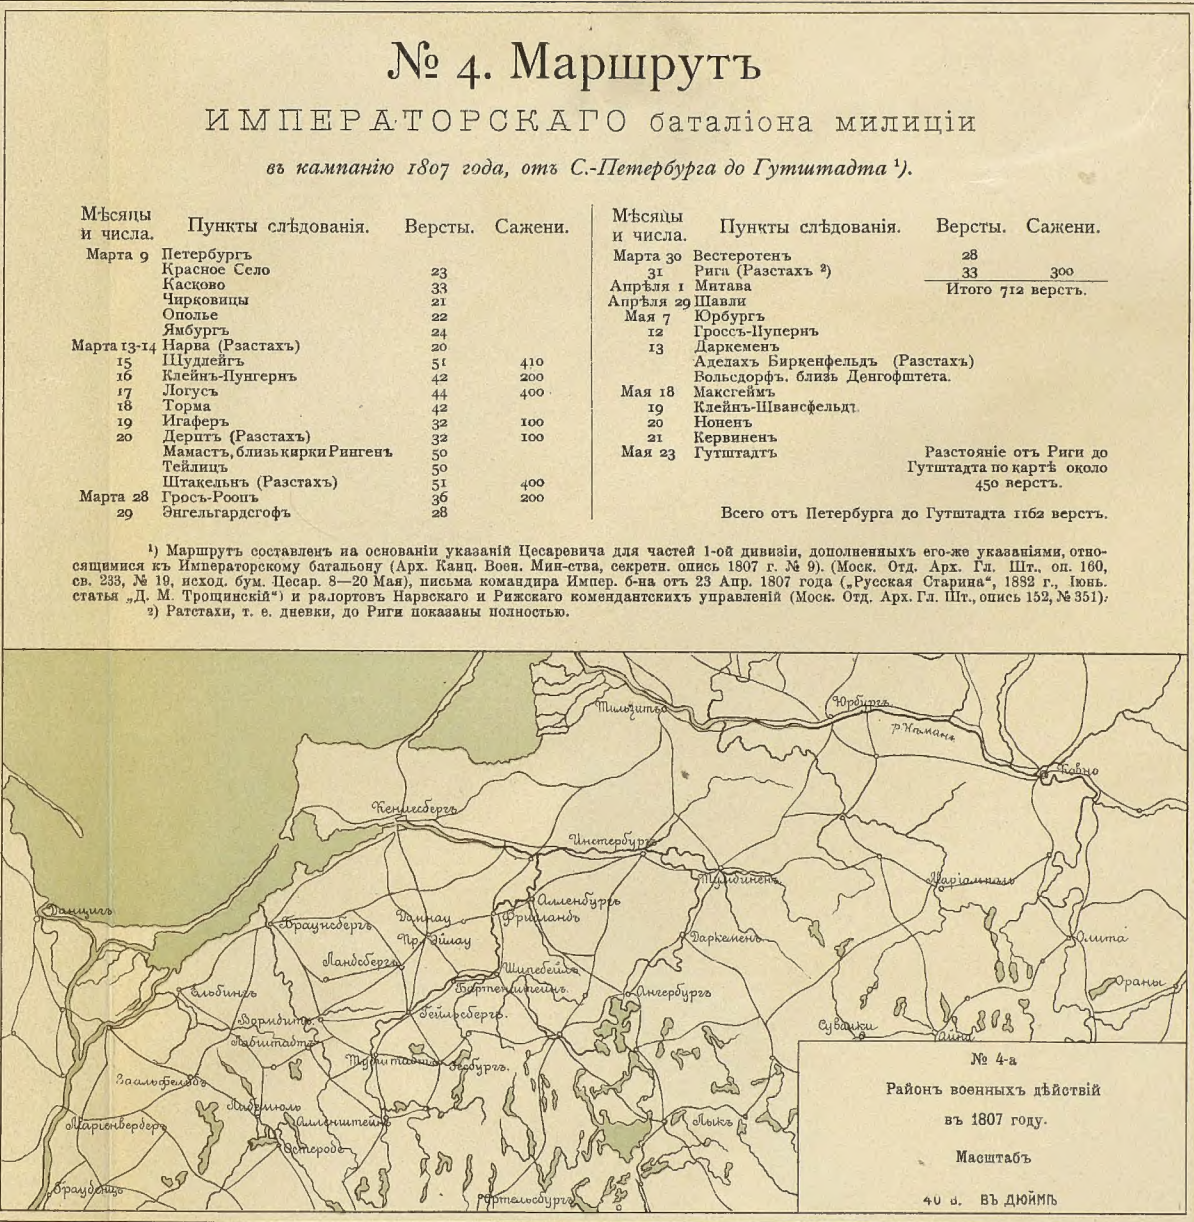 № 4. Маршрутъ
ИМПЕРАТОРСКАГО баталіона милиціи
въ кампанію 1807 года, отъ С.-Петербурга до Гутштадта ¹).
Мѣсяцы и числа. Пункты слѣдованія. Версты. Сажени.
Марта 9 Петербургъ
Красное Село 23
Касково 33
Чирковицы 21
Ополье 22
Ямбургъ 24
Марта 13-14 Нарва (Рзастахъ) 20
15 Щудлейгъ 51 410
16 Клейнъ-Пунгернъ 42 200
17 Логусъ 44 400
18 Торма 42
19 Игаферъ 32 100
20 Дерптъ (Разстахъ) 32 100
Мамастъ, близь кирки Рингенъ 50
Тейлицъ 50
Штакельнъ (Разстахъ) 51 400
Марта 28 Гросъ-Роопъ 36 200
29 Энгельгардсгофъ 28
Мѣсяцы и числа. Пункты слѣдованія. Версты. Сажени.
Марта 30 Вестеротенъ 28
31 Рига (Разстахъ ²) 33 300
Апрѣля 1 Митава Итого 712 верстъ.
Апрѣля 29 Шавли
Мая 7 Юрбургъ
12 Гроссъ-Пупернъ
13 Даркеменъ
Аделахъ Биркенфельдъ (Разстахъ)
Вольсдорфъ. близь Денгофштета.
Мая 18 Максгеймъ
19 Клейнъ-Швансфельдъ
20 Ноненъ
21 Кервиненъ
Мая 23 Гутштадтъ
Разстояніе отъ Риги до
Гутштадта по картѣ около
450 верстъ.
Всего отъ Петербурга до Гутштадта 1162 верстъ.
¹) Маршрутъ составленъ на основаніи указаній Цесаревича для частей 1-ой дивизіи, дополненныхъ его-же указаніями, отно-
сящимися къ Императорскому батальону (Арх. Канц. Воен. Мин-ства, секретн. опись 1807 г. № 9). (Моск. Отд. Арх. Гл. Шт., оп. 160,
св. 233, № 19, исход. бум. Цесар. 8—20 Мая), письма командира Импер. б-на отъ 23 Апр. 1807 года („Русская Старина“, 1882 г., Іюнь.
статья „Д. М. Трощинскій“) и рапортовъ Нарвскаго и Рижскаго комендантскихъ управленій (Моск. Отд. Арх. Гл. Шт., опись 152, № 351).
²) Ратстахи, т. е. дневки, до Риги показаны полностью.
Тильзитъ
Юрбургъ
р. Нѣманъ
Ковно
Кенигсбергъ
Инстербургъ
Гумбиненъ
Маріамполь
Данцигъ
Алленбургъ
Фридландъ
Браунсбергъ
Домнау
Пр. Эйлау
Даркеменъ
Олита
Ландсбергъ
Шипебейль
Бартенштейнъ
Ангербургъ
Ораны
Эльбингъ
Вормдитъ
Гейльсбергъ
Сувалки
Либштадтъ
Гутштадтъ
Зеебургъ.
Заальфельдъ
Либемюль
Алленштейнъ
Лыкъ
Маріенвердеръ
Остероде
Грауденцъ
Ортельсбургъ
№ 4-а
Районъ военныхъ дѣйствій
въ 1807 году.
Масштабъ
40 в. ВЪ ДЮЙМѢ